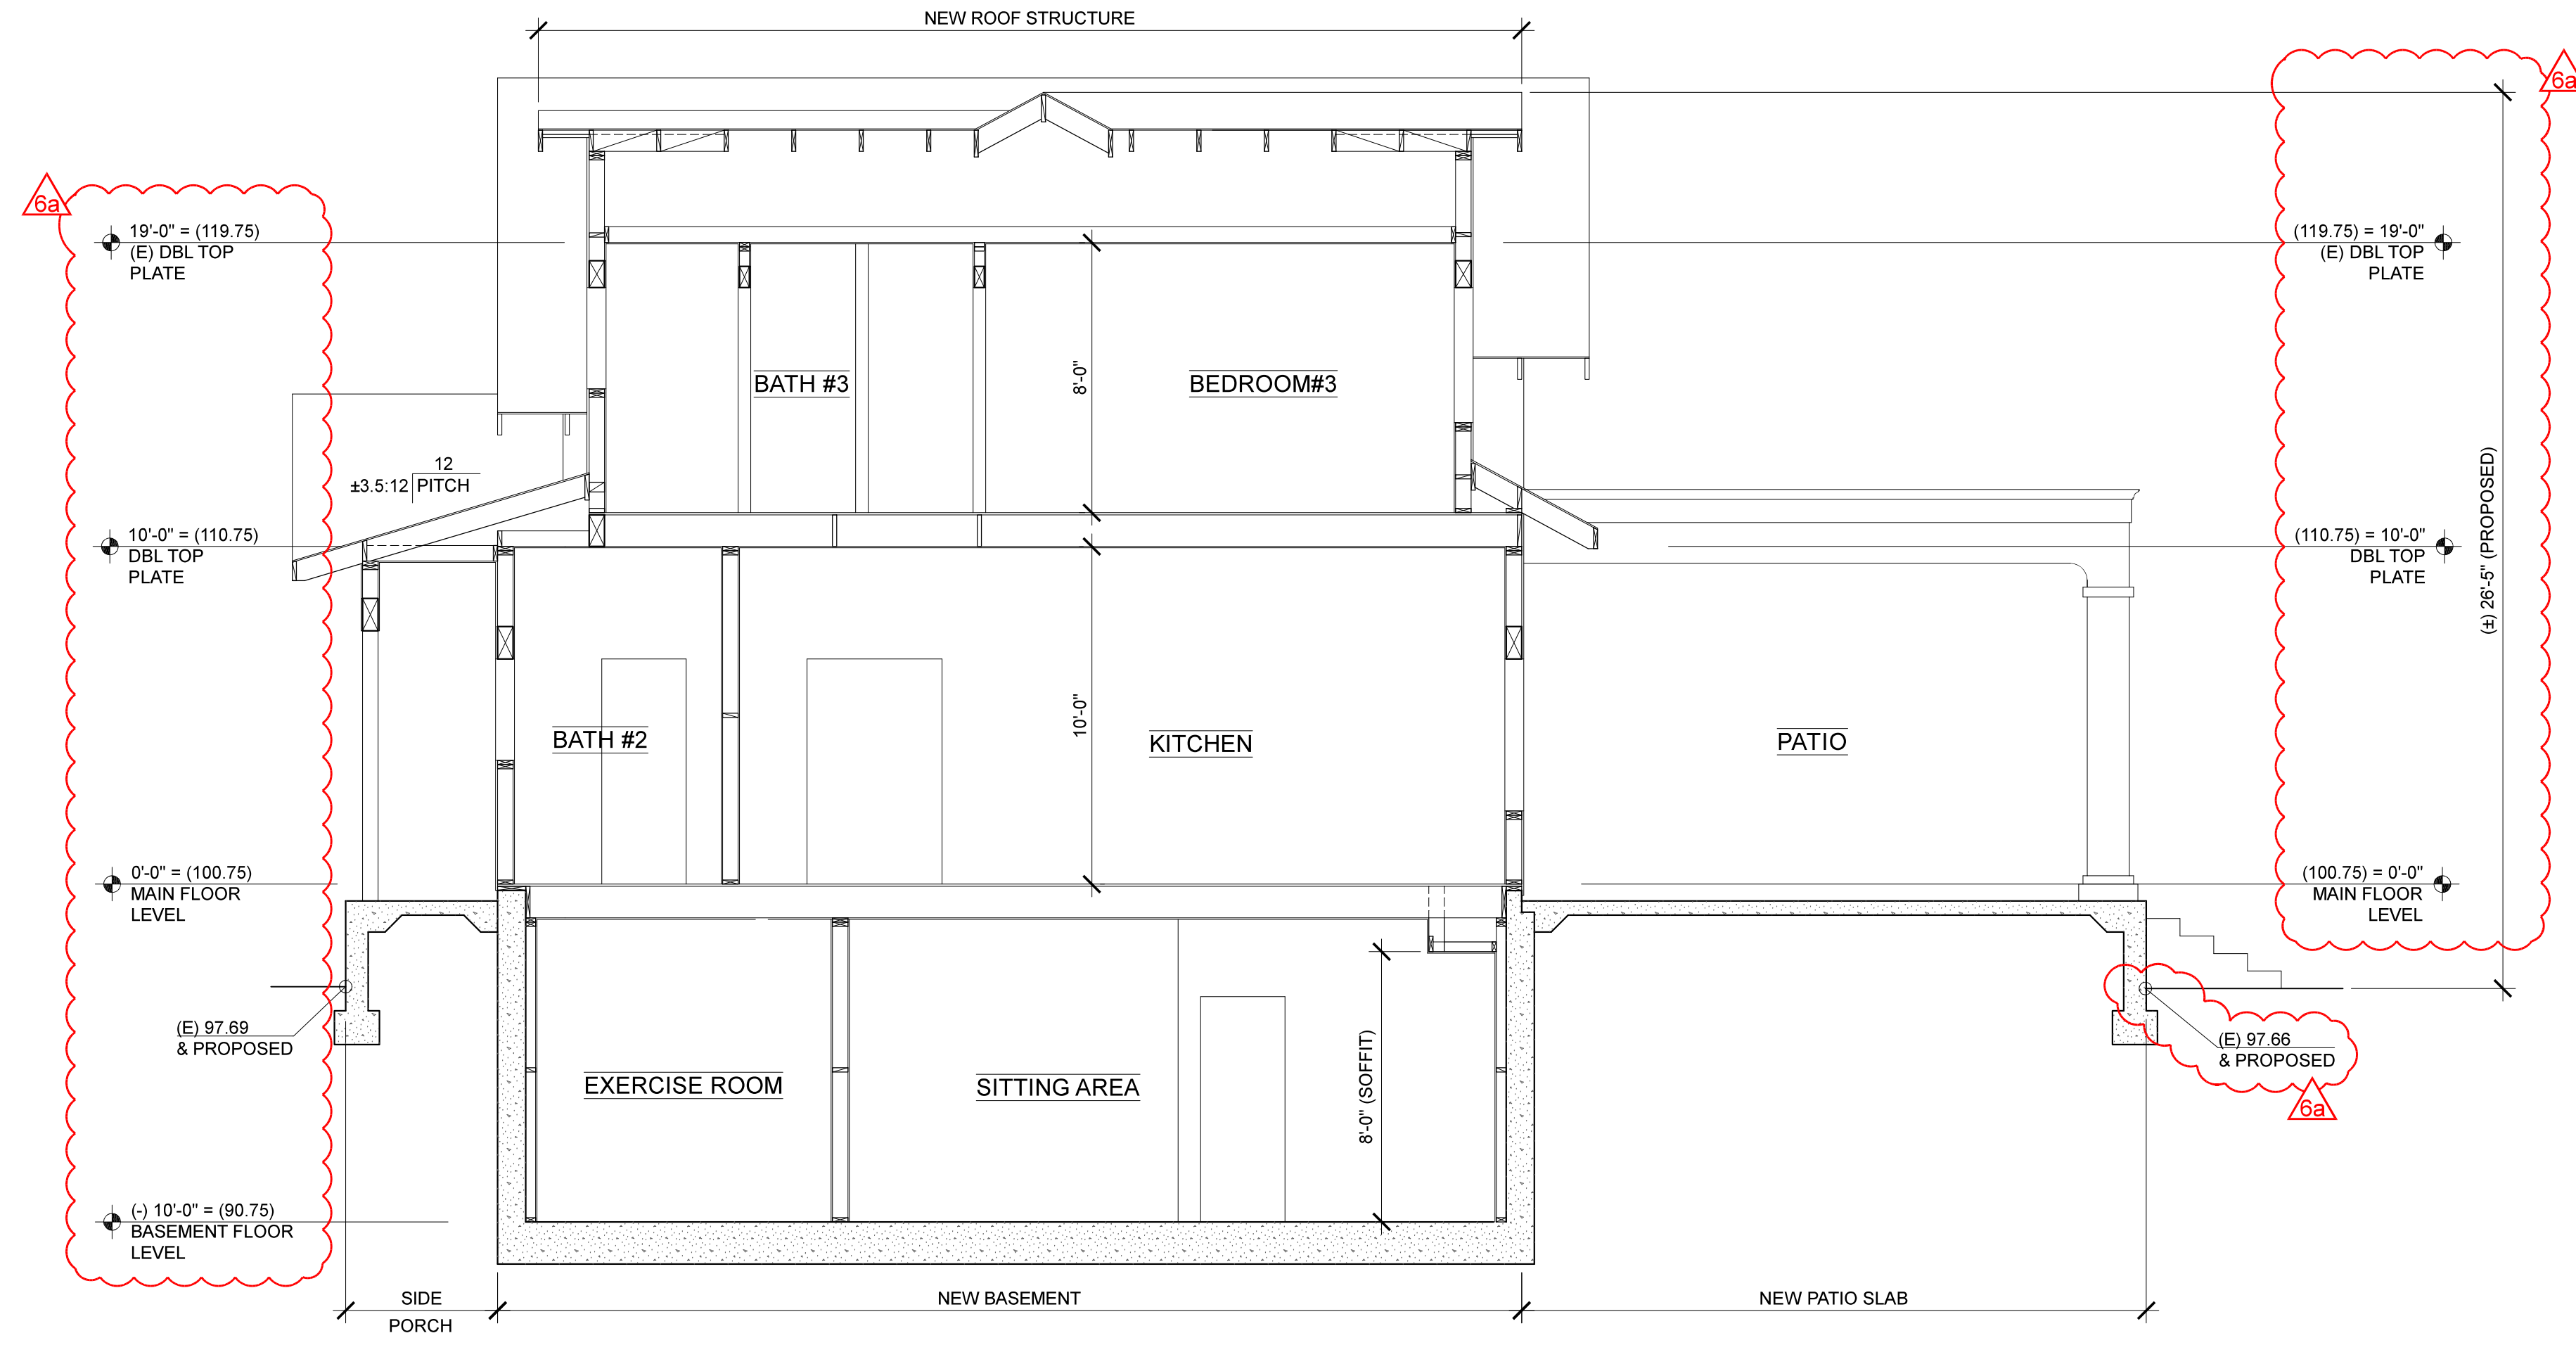 NEW ROOF STRUCTURE
6a
6a
19'-0" = (119.75)
(E) DBL TOP
PLATE
(119.75) = 19'-0"
(E) DBL TOP
PLATE
BATH #3
8'-0"
BEDROOM#3
12
±3.5:12 PITCH
10'-0" = (110.75)
DBL TOP
PLATE
(110.75) = 10'-0"
DBL TOP
PLATE
(±) 26'-5" (PROPOSED)
BATH #2
10'-0"
KITCHEN
PATIO
0'-0" = (100.75)
MAIN FLOOR
LEVEL
(100.75) = 0'-0"
MAIN FLOOR
LEVEL
(E) 97.69
& PROPOSED
(E) 97.66
& PROPOSED
6a
EXERCISE ROOM
SITTING AREA
8'-0" (SOFFIT)
(-) 10'-0" = (90.75)
BASEMENT FLOOR
LEVEL
SIDE
PORCH
NEW BASEMENT
NEW PATIO SLAB